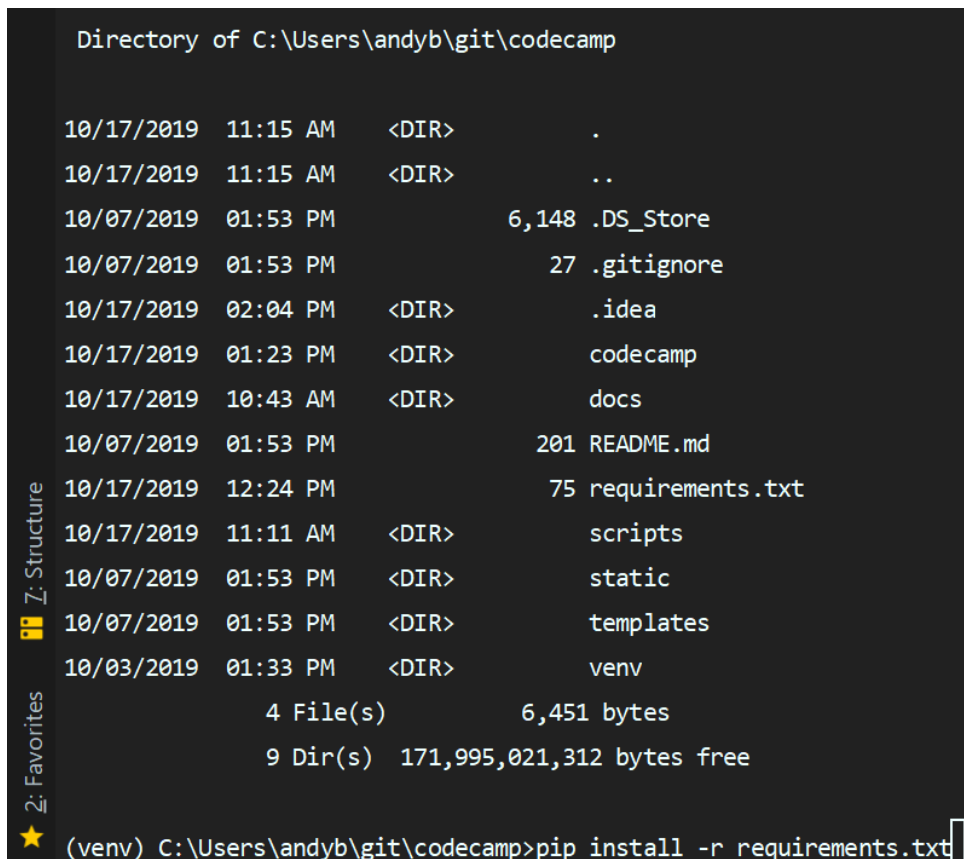 Directory of C:\Users\andyb\git\codecamp
10/17/2019  11:15 AM    <DIR>          .
10/17/2019  11:15 AM    <DIR>          ..
10/07/2019  01:53 PM             6,148 .DS_Store
10/07/2019  01:53 PM                27 .gitignore
10/17/2019  02:04 PM    <DIR>          .idea
10/17/2019  01:23 PM    <DIR>          codecamp
10/17/2019  10:43 AM    <DIR>          docs
10/07/2019  01:53 PM               201 README.md
10/17/2019  12:24 PM                75 requirements.txt
10/17/2019  11:11 AM    <DIR>          scripts
10/07/2019  01:53 PM    <DIR>          static
10/07/2019  01:53 PM    <DIR>          templates
10/03/2019  01:33 PM    <DIR>          venv
4 File(s)          6,451 bytes
9 Dir(s)  171,995,021,312 bytes free
(venv) C:\Users\andyb\git\codecamp>pip install -r requirements.txt
7: Structure
2: Favorites